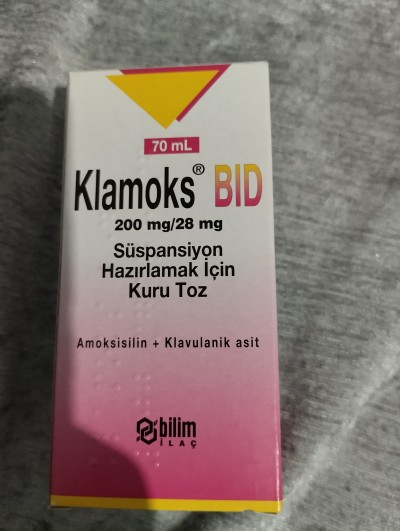 70 mL
Klamoks® BID
200 mg/28 mg
Süspansiyon
Hazırlamak İçin
Kuru Toz
Amoksisilin + Klavulanik asit
bilim
İLAÇ